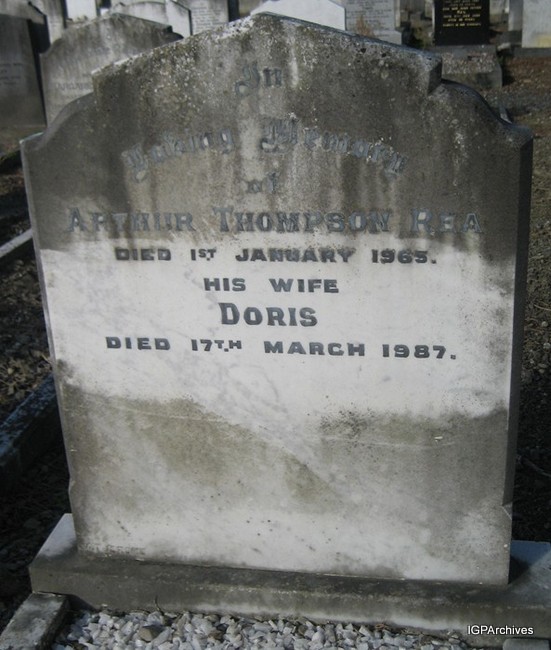 In
Loving Memory
of
ARTHUR THOMPSON REA
DIED 1ST JANUARY 1965.
HIS WIFE
DORIS
DIED 17TH MARCH 1987.
IGPArchives